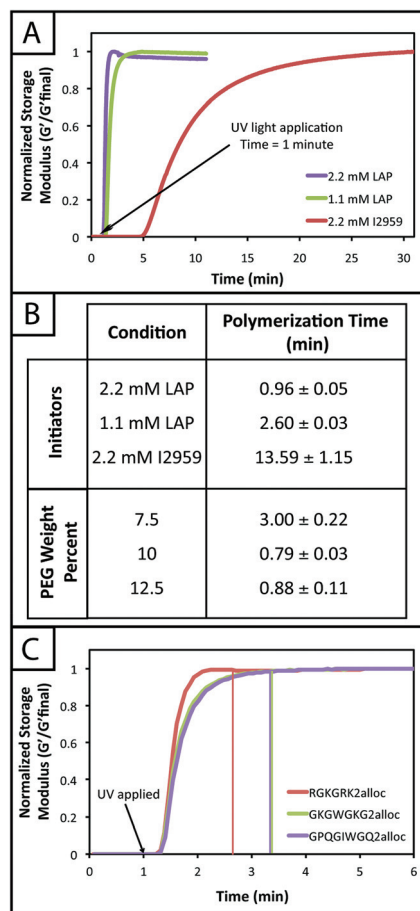 A
Normalized Storage
Modulus (G'/G'final)
1
0.8
0.6
0.4
0.2
0
UV light application
Time = 1 minute
2.2 mM LAP
1.1 mM LAP
2.2 mM I2959
0 5 10 15 20 25 30
Time (min)
B
Condition
Polymerization Time
(min)
Initiators
2.2 mM LAP 0.96 ± 0.05
1.1 mM LAP 2.60 ± 0.03
2.2 mM I2959 13.59 ± 1.15
PEG Weight
Percent
7.5 3.00 ± 0.22
10 0.79 ± 0.03
12.5 0.88 ± 0.11
C
Normalized Storage
Modulus (G'/G'final)
1
0.8
0.6
0.4
0.2
0
UV applied
RGKGRK2alloc
GKGWGKG2alloc
GPQGIWGQ2alloc
0 1 2 3 4 5 6
Time (min)